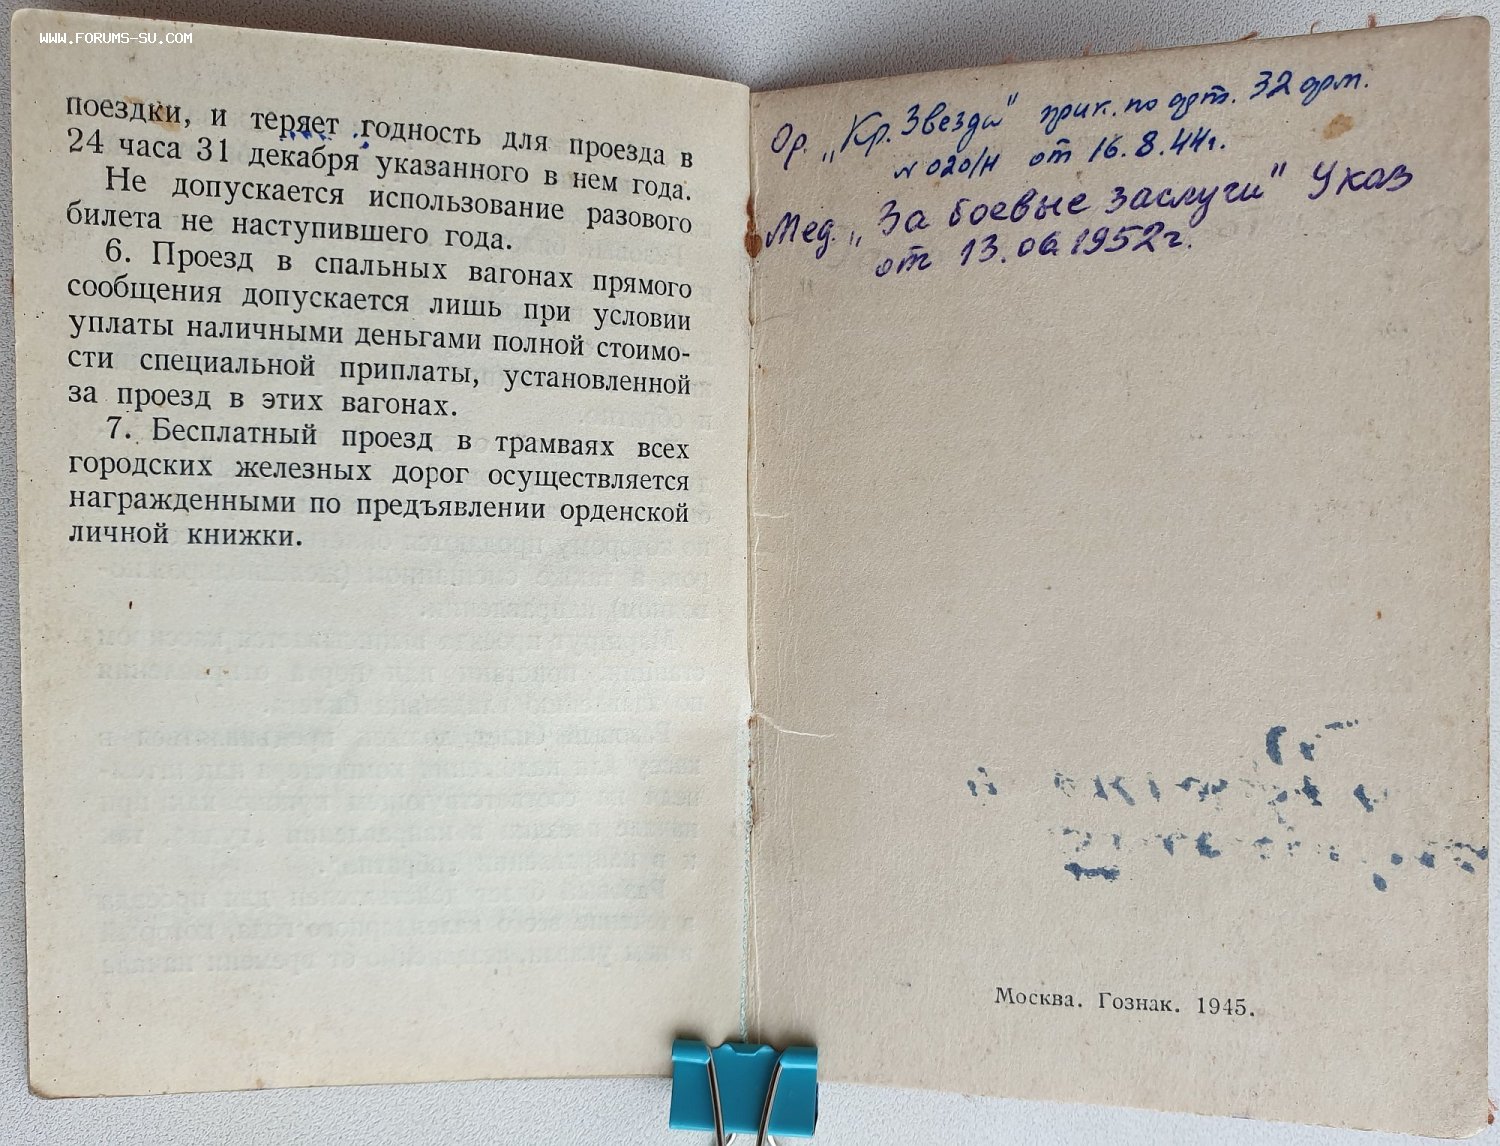 WWW.FORUMS-SU.COM
поездки, и теряет годность для проезда в
24 часа 31 декабря указанного в нем года.
Не допускается использование разового
билета не наступившего года.
6. Проезд в спальных вагонах прямого
сообщения допускается лишь при условии
уплаты наличными деньгами полной стоимо-
сти специальной приплаты, установленной
за проезд в этих вагонах.
7. Бесплатный проезд в трамваях всех
городских железных дорог осуществляется
награжденными по предъявлении орденской
личной книжки.
Ор. „Кр. Звезды" прик. по арт. 32 арм.
№ 020/н от 16.8.44г.
Мед. „За боевые заслуги" Указ
от 13.06.1952г.
Москва. Гознак. 1945.